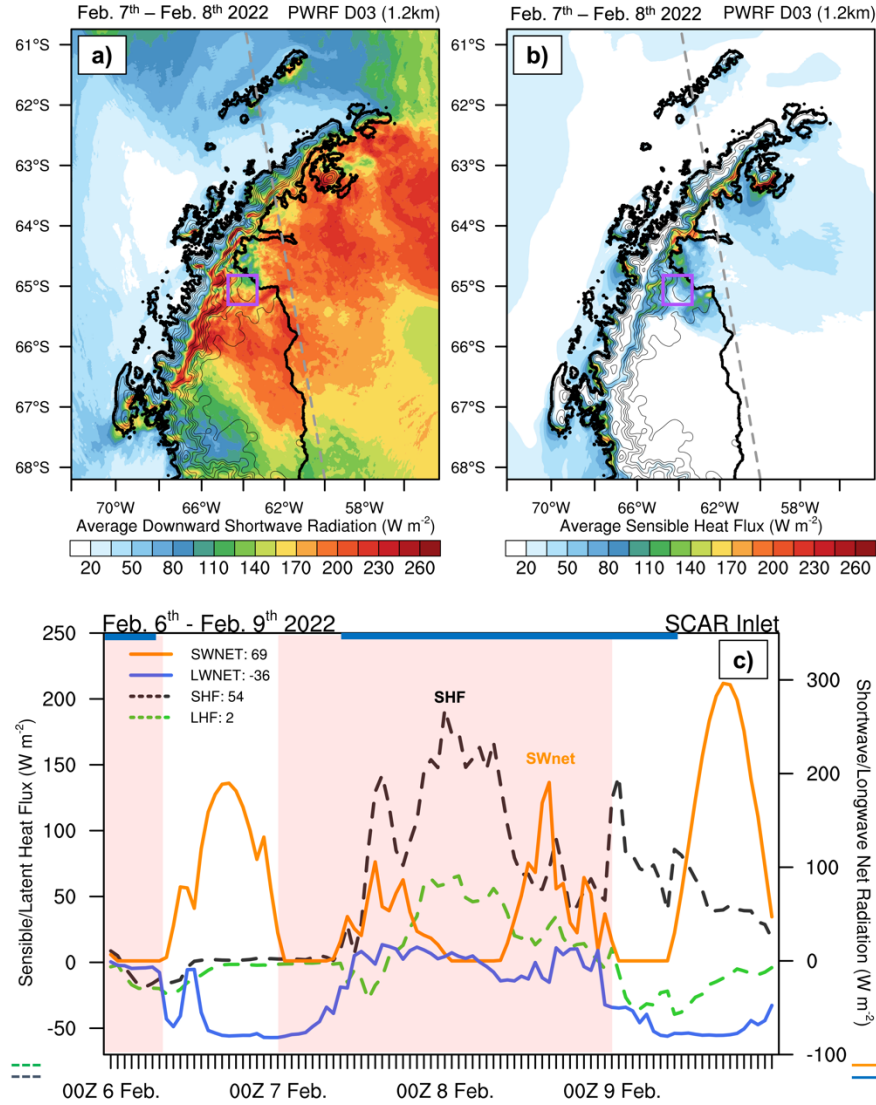 Feb. 7th – Feb. 8th 2022 PWRF D03 (1.2km)
a)
61°S
62°S
63°S
64°S
65°S
66°S
67°S
68°S
70°W 66°W 62°W 58°W
Average Downward Shortwave Radiation (W m-2)
20 50 80 110 140 170 200 230 260
Feb. 7th – Feb. 8th 2022 PWRF D03 (1.2km)
b)
61°S
62°S
63°S
64°S
65°S
66°S
67°S
68°S
70°W 66°W 62°W 58°W
Average Sensible Heat Flux (W m-2)
20 50 80 110 140 170 200 230 260
Feb. 6th - Feb. 9th 2022 SCAR Inlet
c)
SWNET: 69
LWNET: -36
SHF: 54
LHF: 2
SHF
SWnet
Sensible/Latent Heat Flux (W m-2)
250
200
150
100
50
0
-50
Shortwave/Longwave Net Radiation (W m-2)
300
200
100
0
-100
00Z 6 Feb. 00Z 7 Feb. 00Z 8 Feb. 00Z 9 Feb.